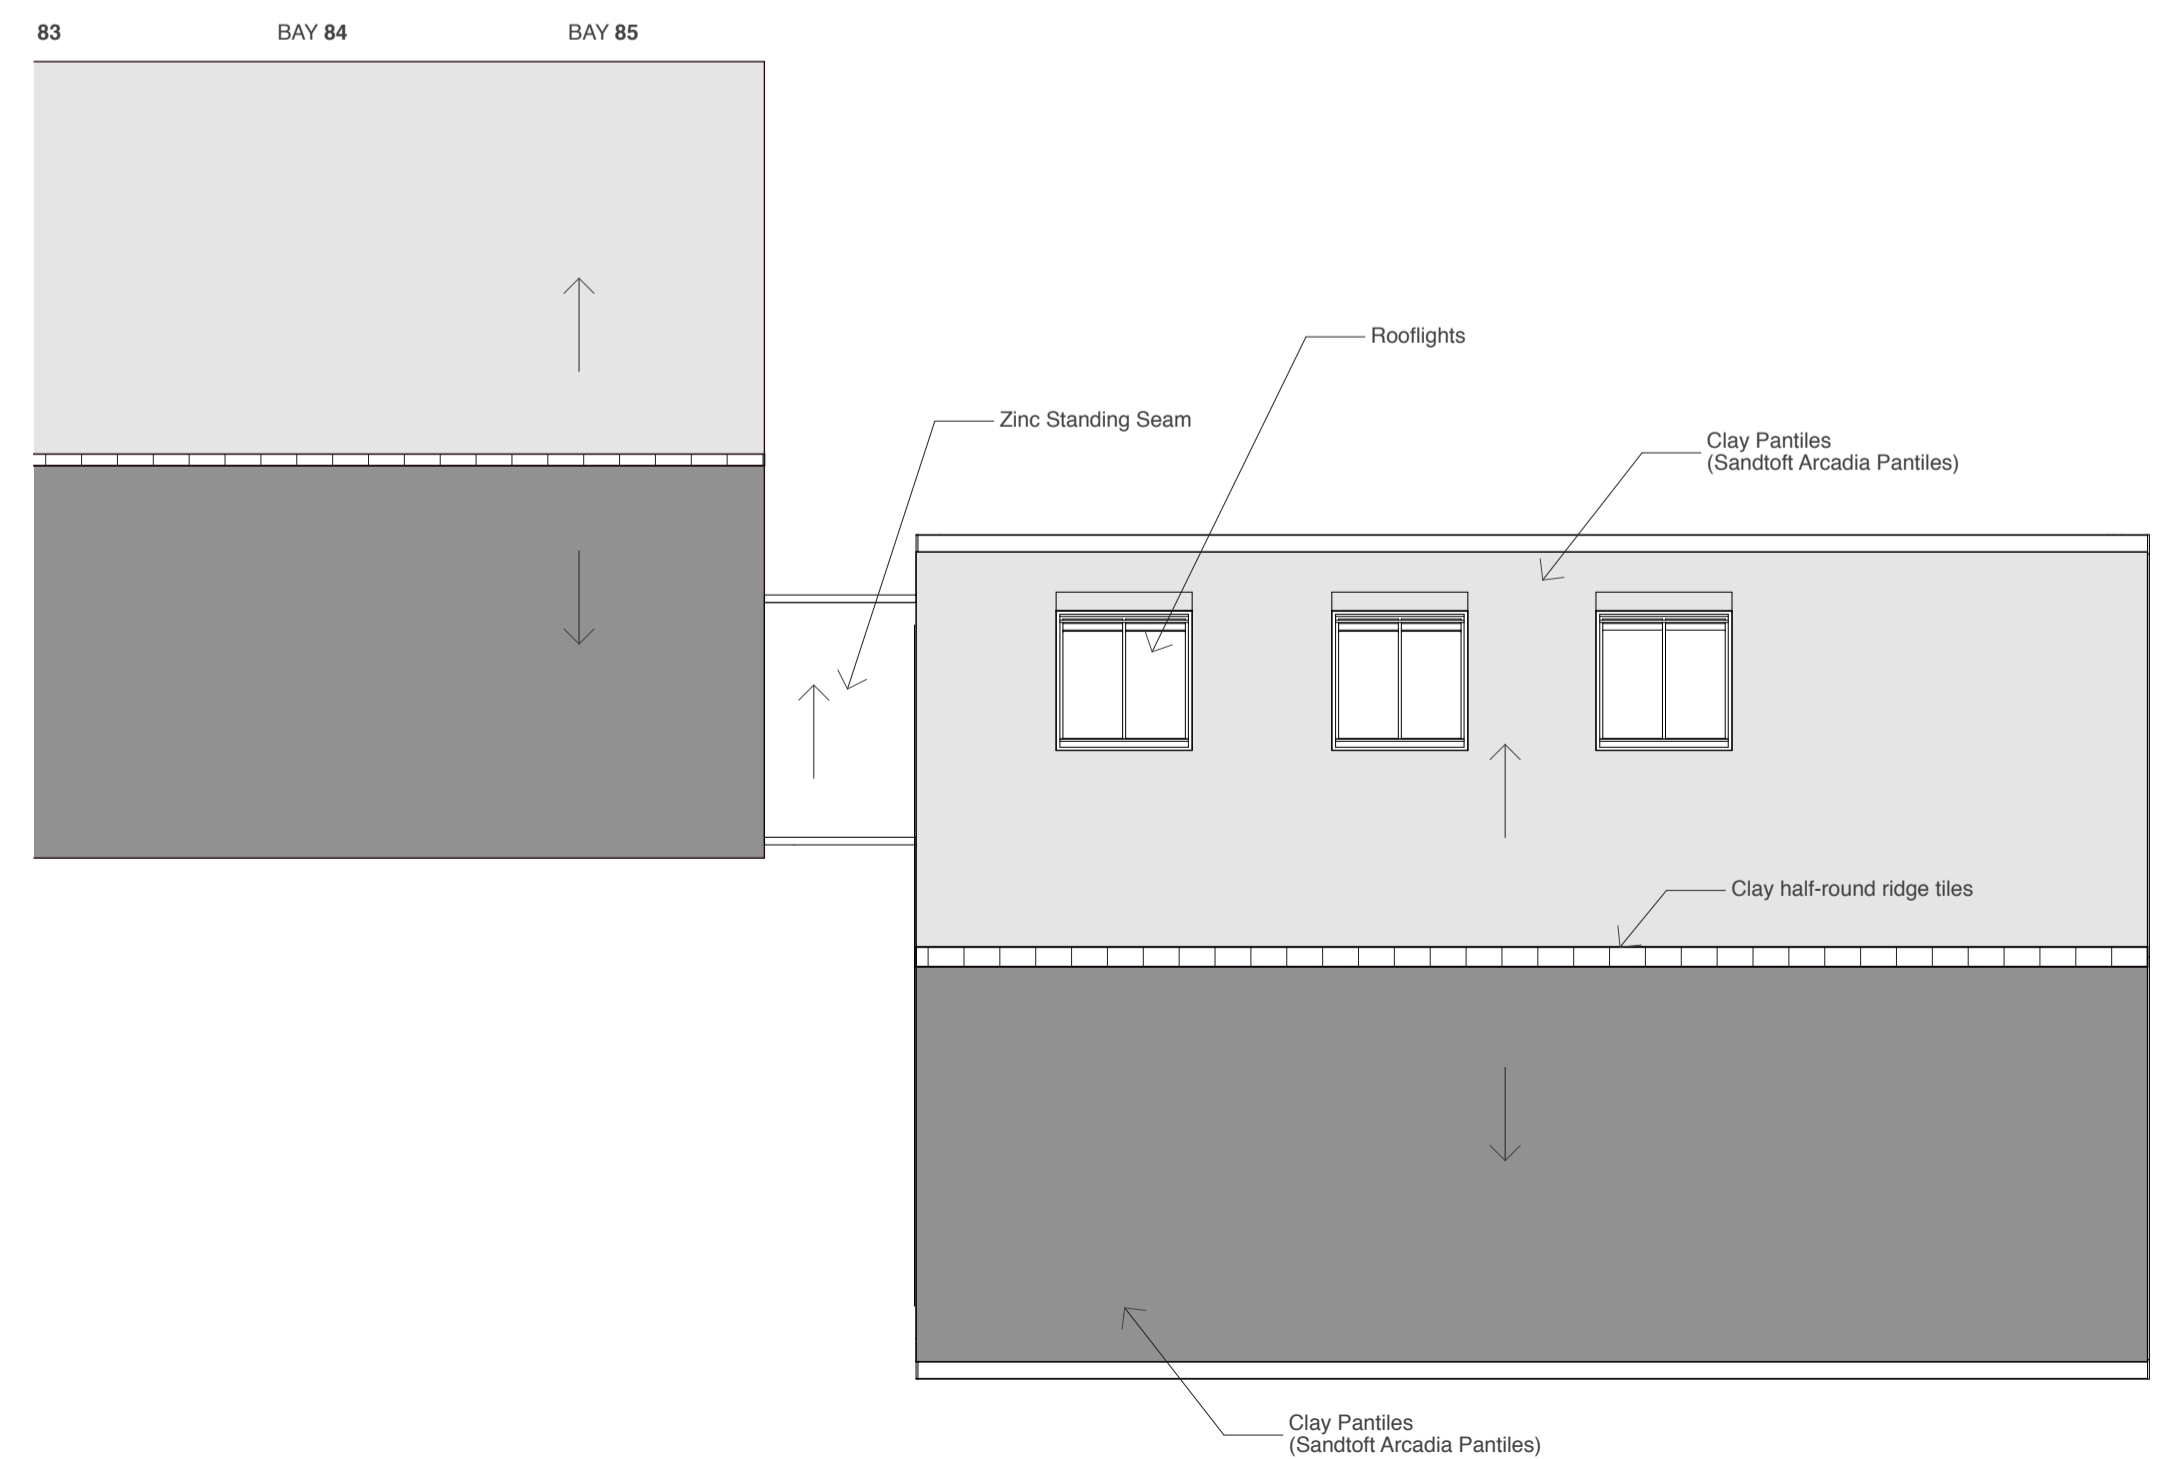 83
BAY 84
BAY 85
Rooflights
Zinc Standing Seam
Clay Pantiles
(Sandtoft Arcadia Pantiles)
Clay half-round ridge tiles
Clay Pantiles
(Sandtoft Arcadia Pantiles)